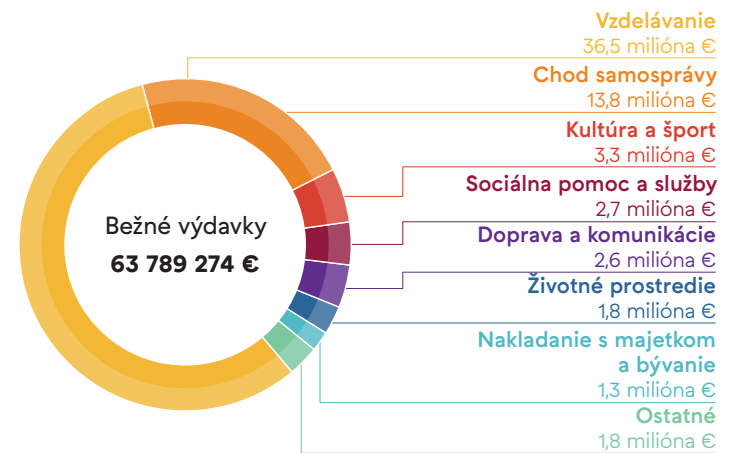 Vzdelávanie
36,5 milióna €
Chod samosprávy
13,8 milióna €
Kultúra a šport
3,3 milióna €
Sociálna pomoc a služby
2,7 milióna €
Doprava a komunikácie
2,6 milióna €
Životné prostredie
1,8 milióna €
Nakladanie s majetkom
a bývanie
1,3 milióna €
Ostatné
1,8 milióna €
Bežné výdavky
63 789 274 €